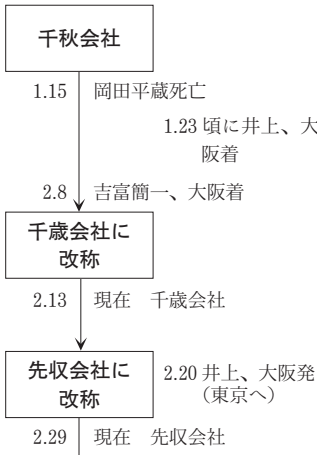 千秋会社
1.15 岡田平蔵死亡
1.23 頃に井上、大
阪着
2.8 吉富簡一、大阪着
千歳会社に
改称
2.13 現在 千歳会社
先収会社に
改称
2.20 井上、大阪発
（東京へ）
2.29 現在 先収会社